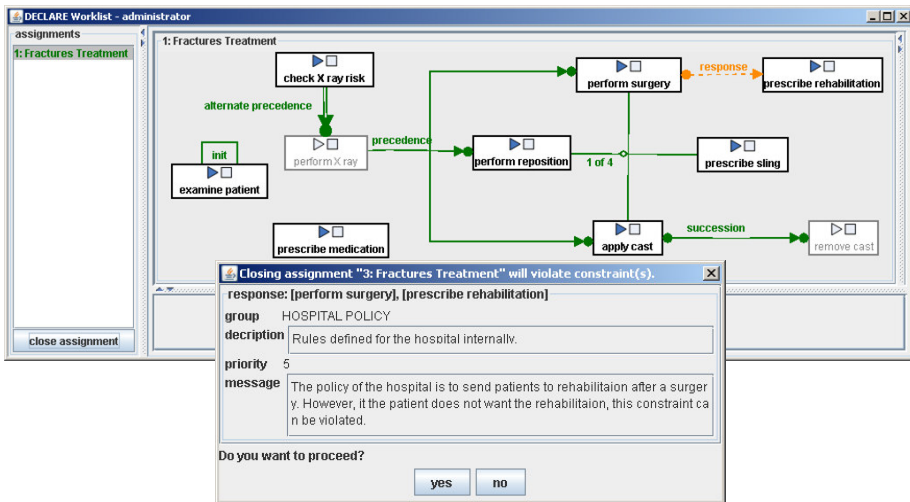 DECLARE Worklist - administrator
assignments
1: Fractures Treatment
1: Fractures Treatment
check X ray risk
perform surgery
response
prescribe rehabilitation
alternate precedence
perform X ray
precedence
perform reposition
1 of 4
prescribe sling
init
examine patient
prescribe medication
apply cast
succession
remove cast
close assignment
Closing assignment "3: Fractures Treatment" will violate constraint(s).
response: [perform surgery], [prescribe rehabilitation]
group HOSPITAL POLICY
decription Rules defined for the hospital internally.
priority 5
message The policy of the hospital is to send patients to rehabilitaion after a surger
y. However, it the patient does not want the rehabilitaion, this constraint ca
n be violated.
Do you want to proceed?
yes no